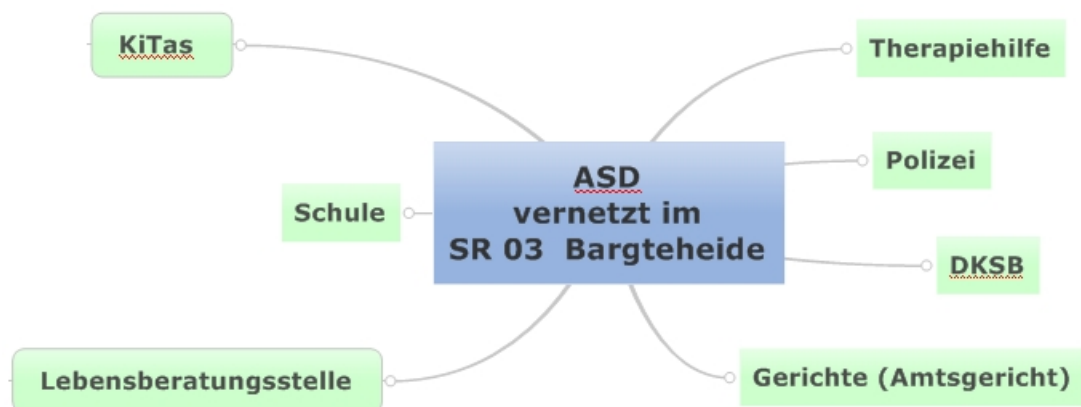 KiTas
Therapiehilfe
Polizei
ASD
vernetzt im
SR 03  Bargteheide
Schule
DKSB
Lebensberatungsstelle
Gerichte (Amtsgericht)